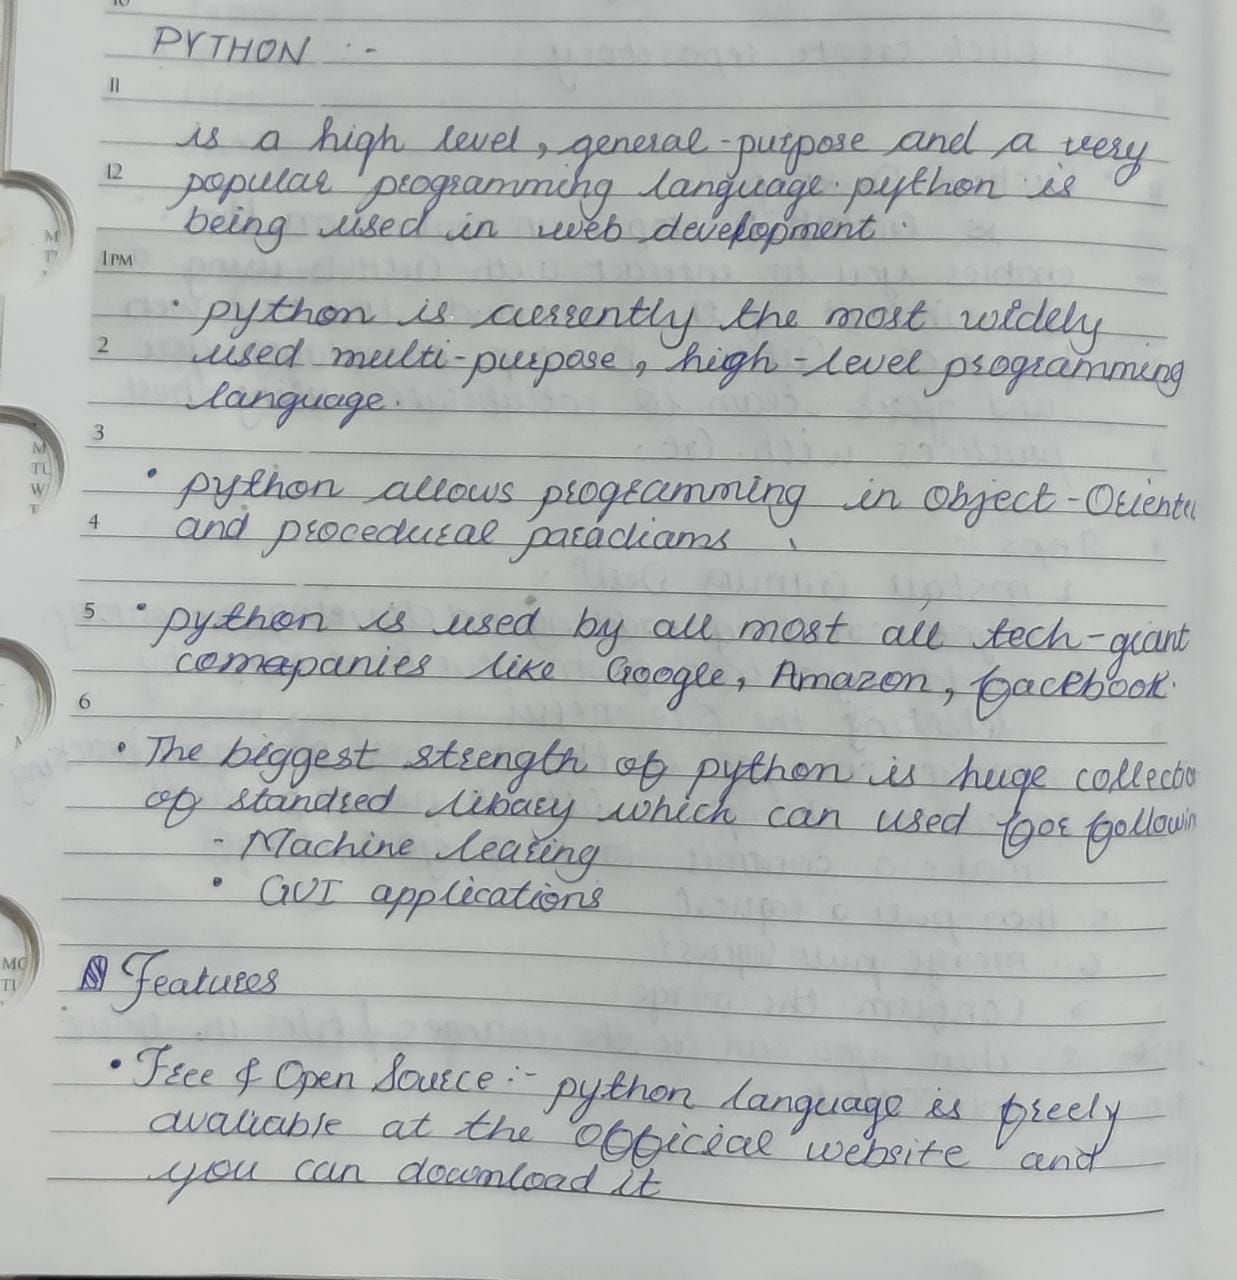 10
PYTHON :-
11
is a high level, general-purpose and a very
12 popular programming language. python is
being used in web development.
1PM
• python is currently the most widely
2 used multi-purpose, high-level programming
language.
3
• python allows programming in Object-Oriente
4 and procedural paradiams
5 • python is used by all most all tech-giant
comapanies like Google, Amazon, facebook.
6
• The biggest strength of python is huge collectio
of standred libary which can used for followin
- Machine learing
• GUI applications
Features
• Free & Open Source :- python language is freely
avaliable at the official website and
you can download it
M
T
M
TU
W
T
MO
TU